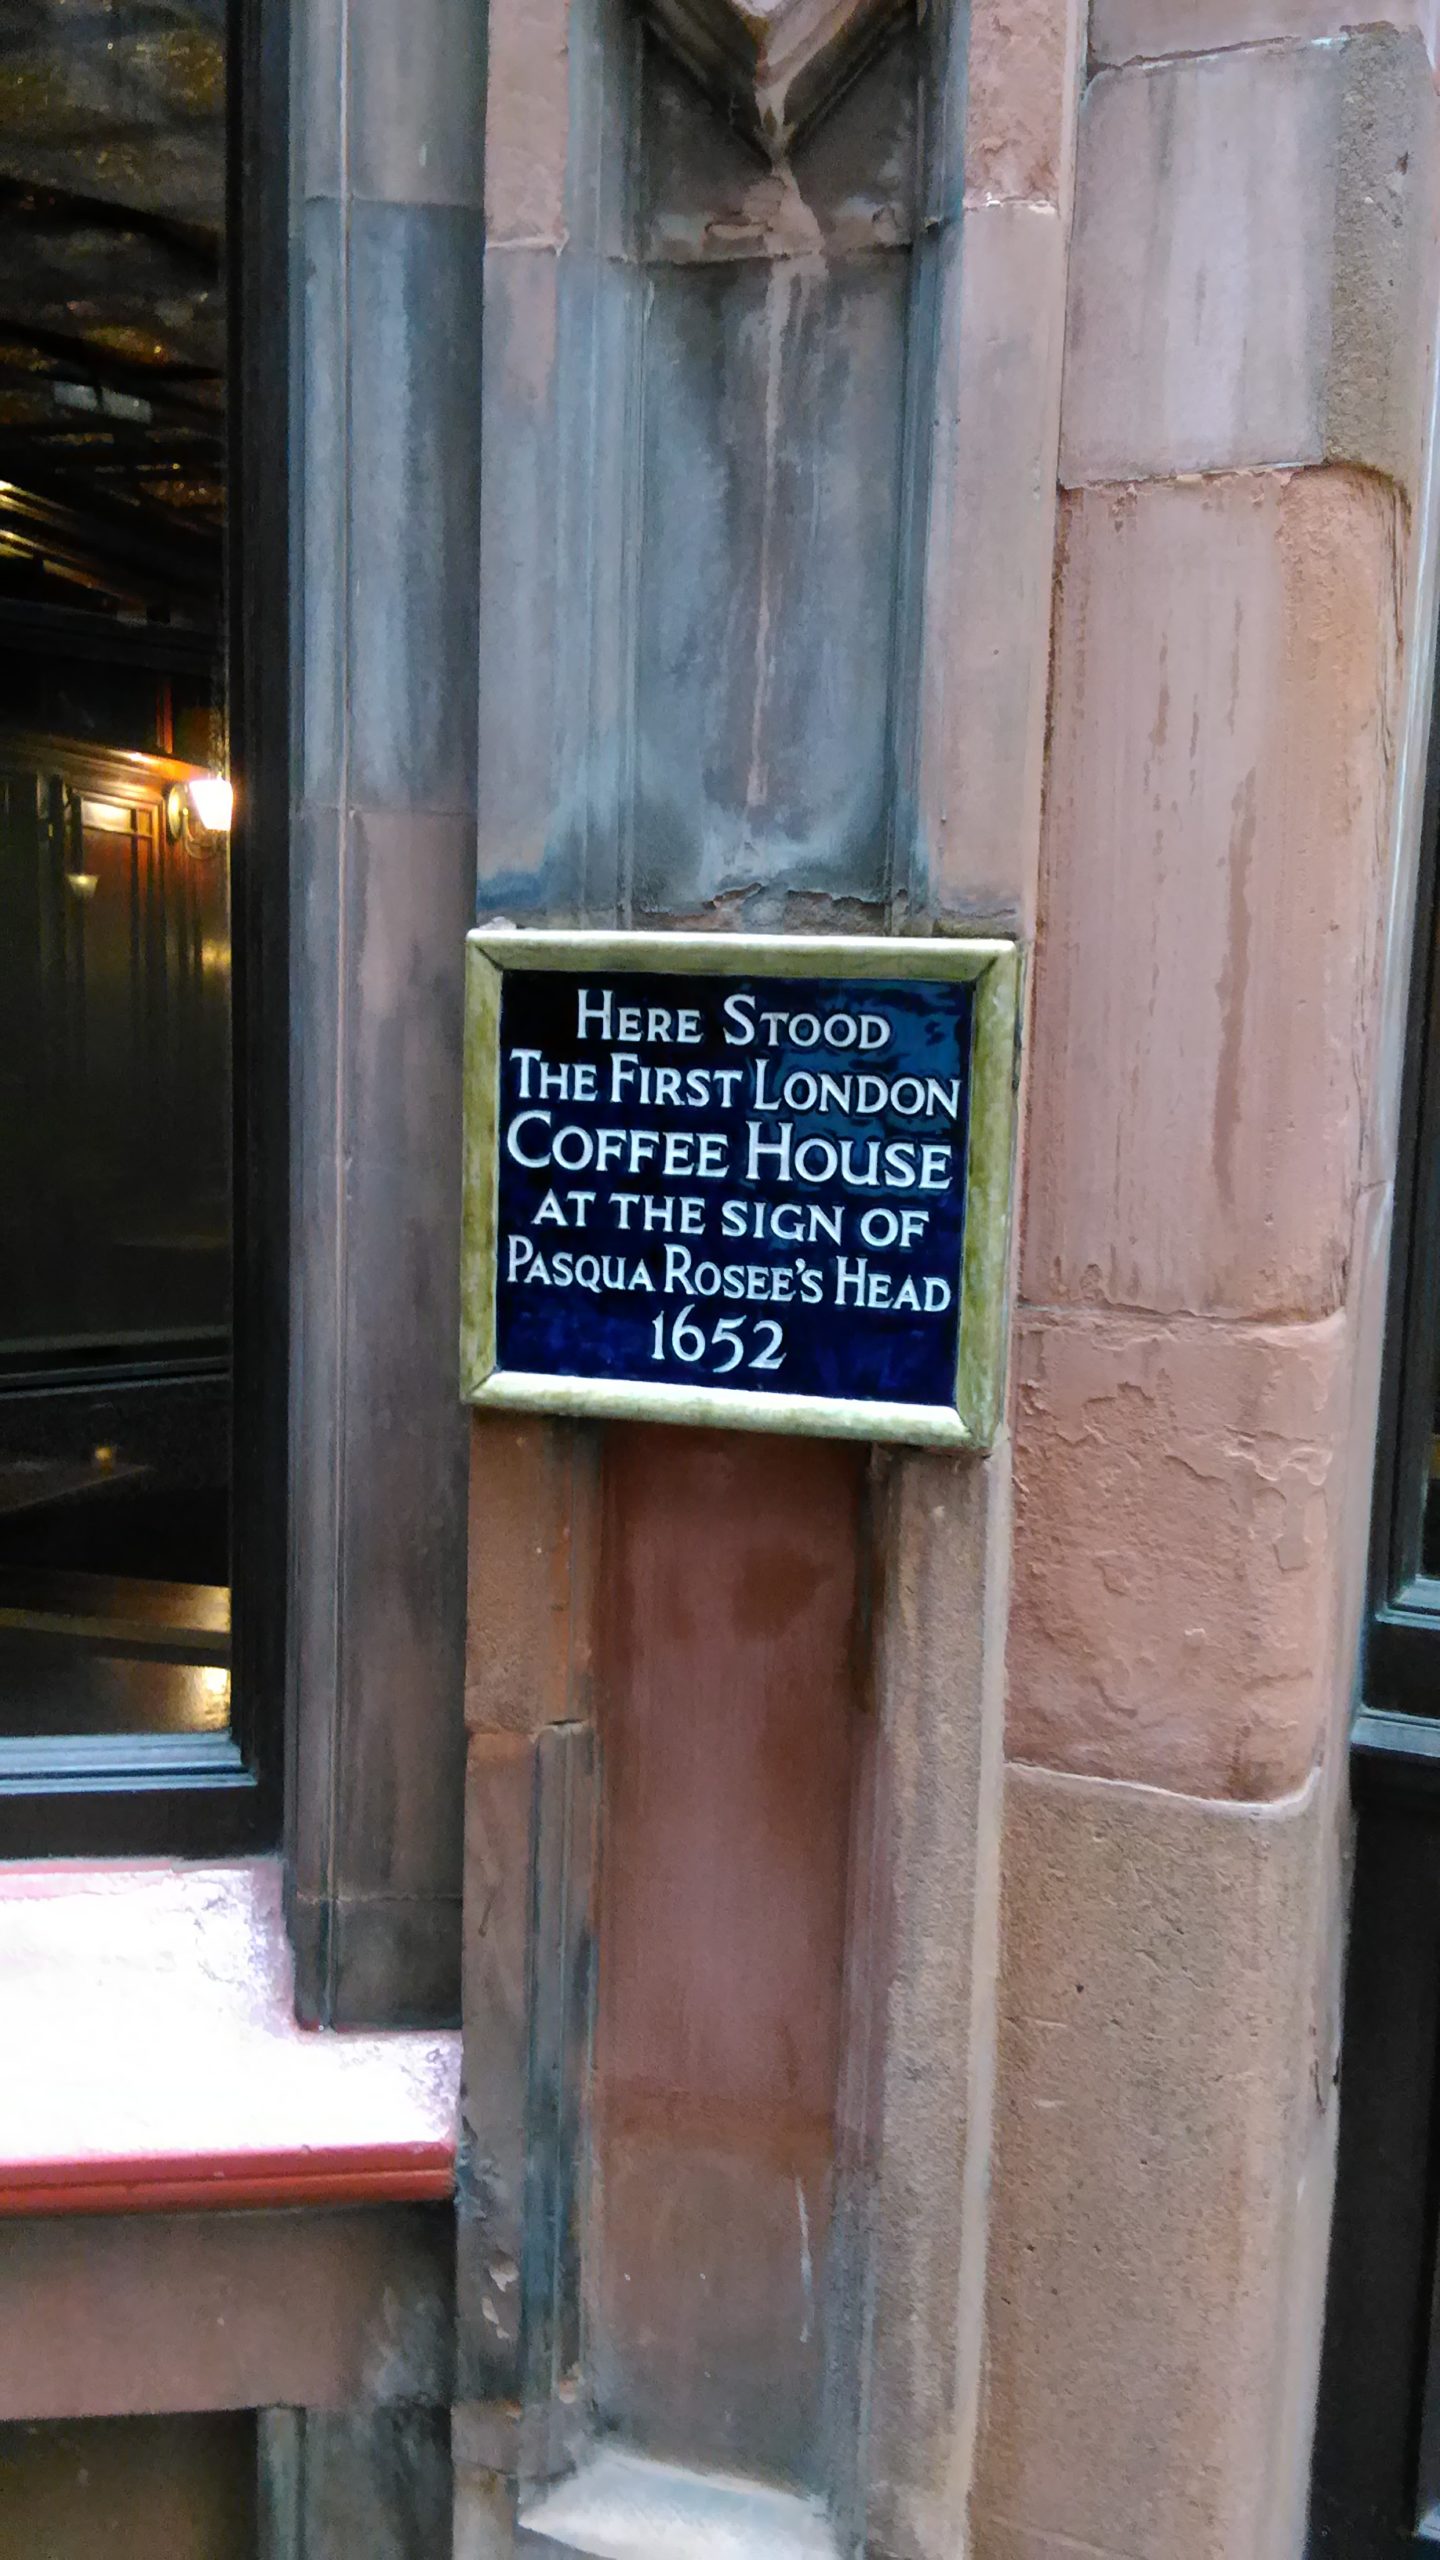 HERE STOOD
THE FIRST LONDON
COFFEE HOUSE
AT THE SIGN OF
PASQUA ROSEE'S HEAD
1652